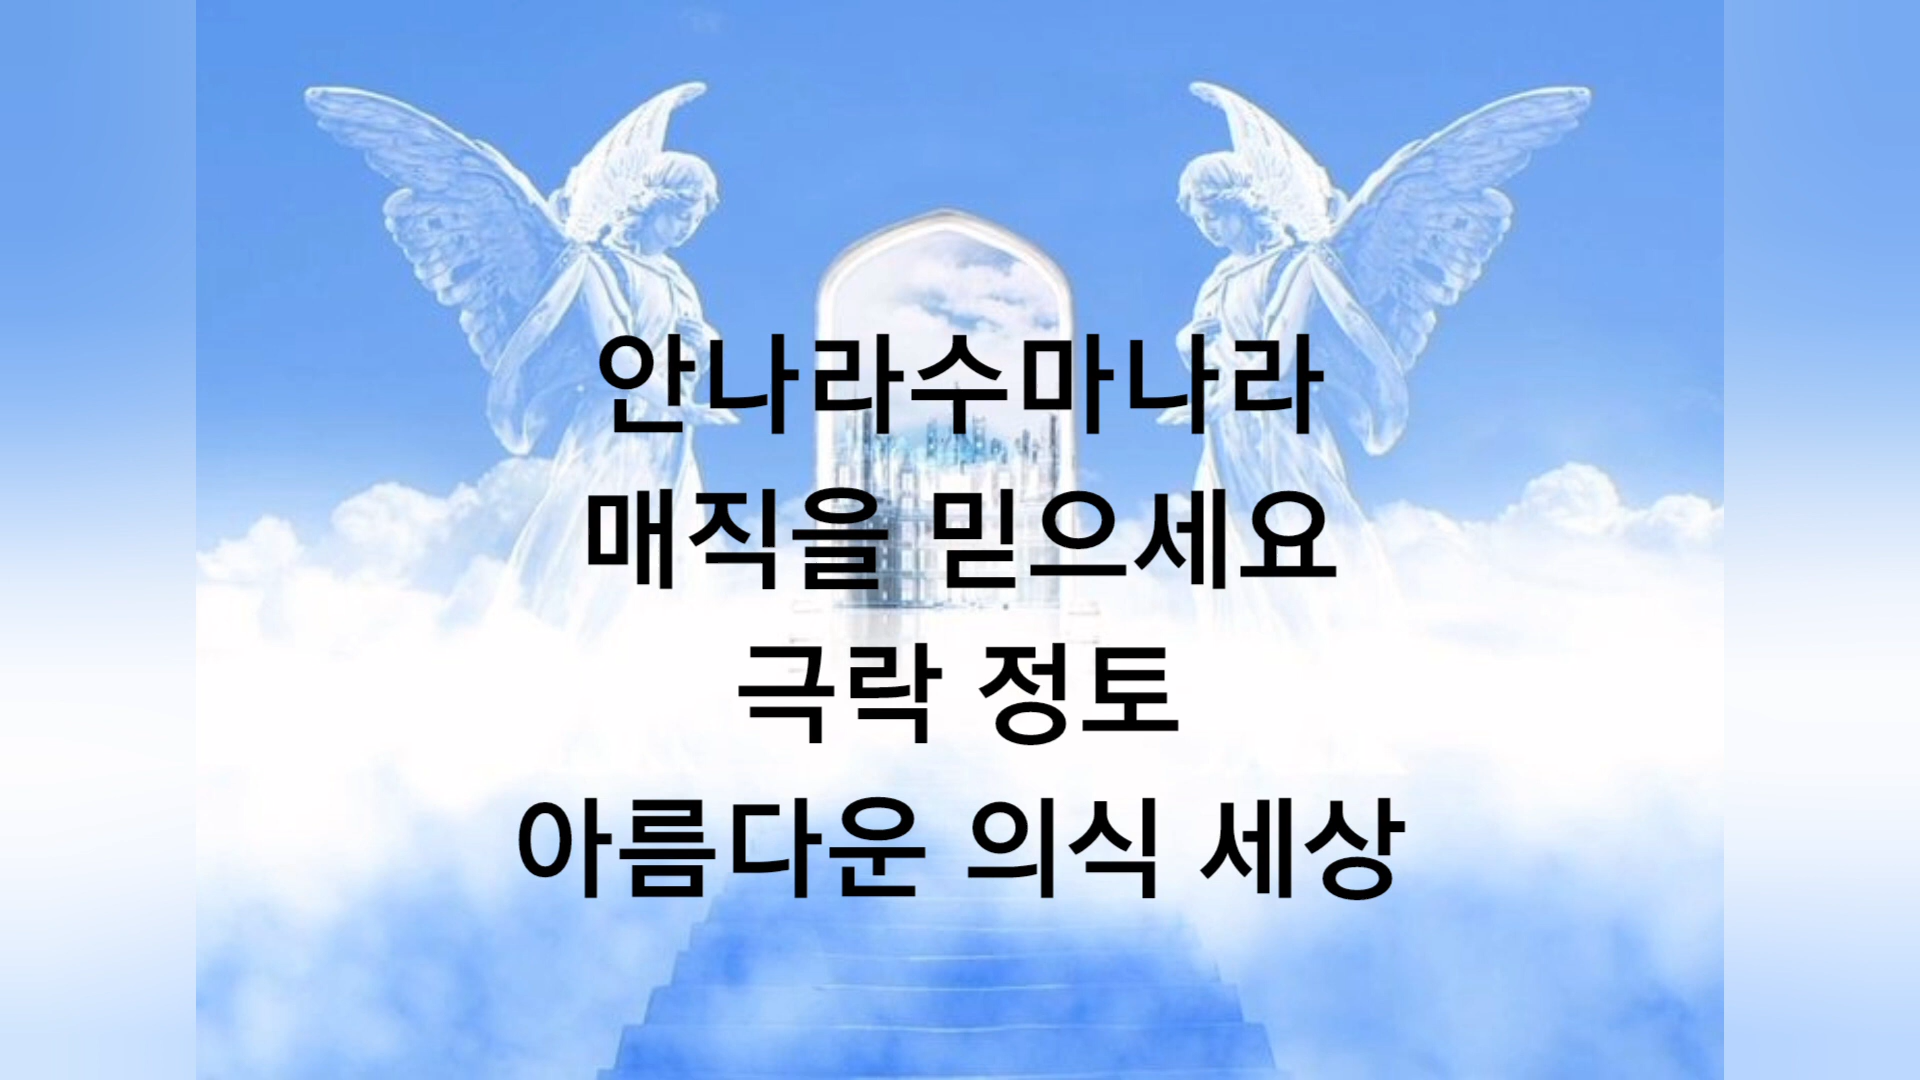 안나라수마나라
매직을 믿으세요
극락 정토
아름다운 의식 세상